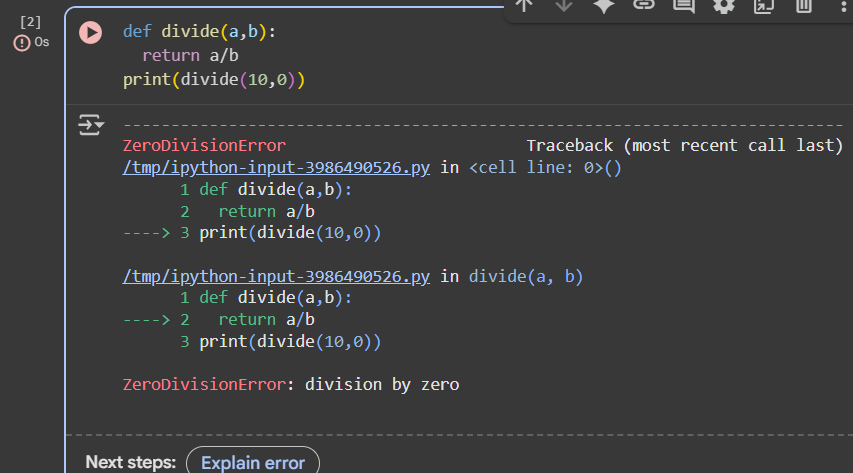 [2]
0s
def divide(a,b):
  return a/b
print(divide(10,0))
---------------------------------------------------------------------------
ZeroDivisionError                         Traceback (most recent call last)
/tmp/ipython-input-3986490526.py in <cell line: 0>()
      1 def divide(a,b):
      2   return a/b
----> 3 print(divide(10,0))
/tmp/ipython-input-3986490526.py in divide(a, b)
      1 def divide(a,b):
----> 2   return a/b
      3 print(divide(10,0))
ZeroDivisionError: division by zero
Next steps: Explain error